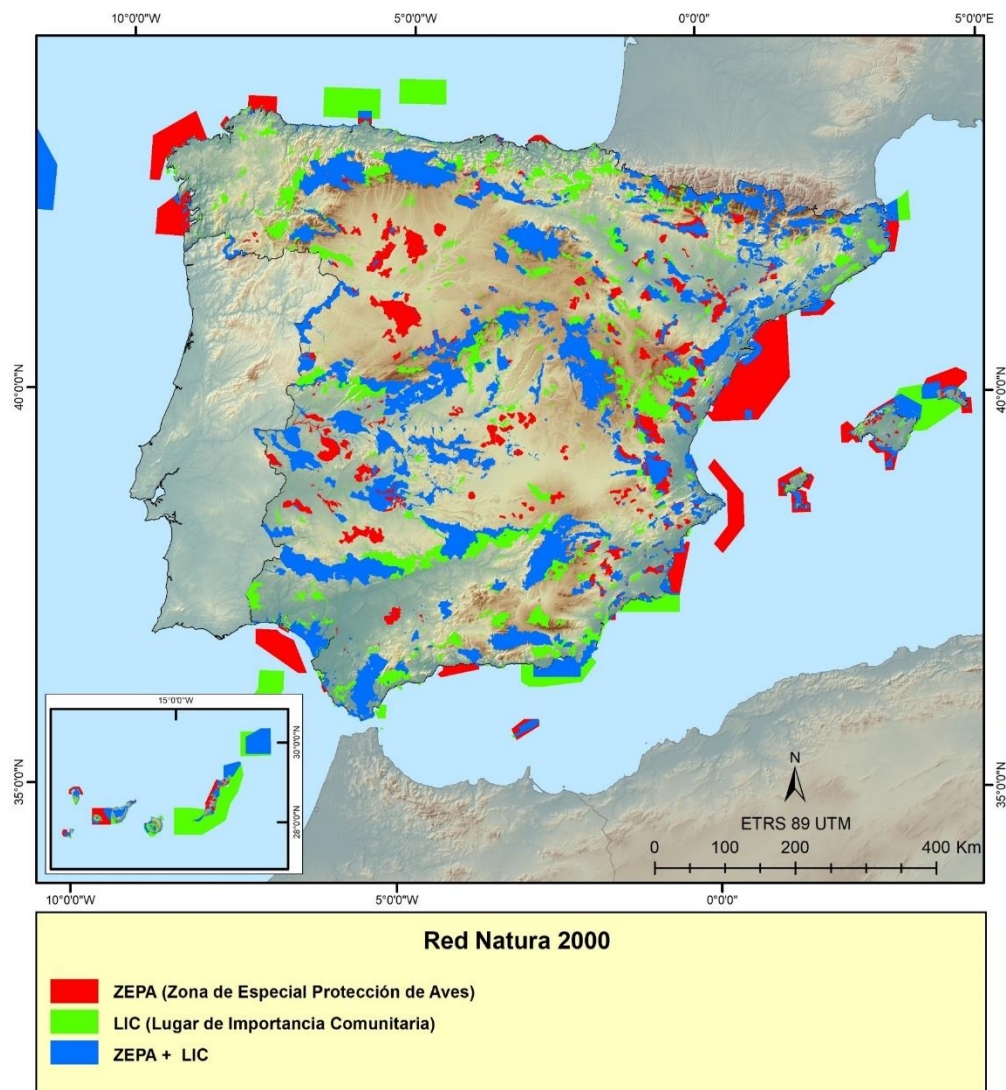 10°0'0"W 5°0'0"W 0°0'0" 5°0'0"E
40°0'0"N 40°0'0"N
15°0'0"W
30°0'0"N
28°0'0"N
35°0'0"N 35°0'0"N
N
ETRS 89 UTM
0 100 200 400 Km
10°0'0"W 5°0'0"W 0°0'0"
Red Natura 2000
ZEPA (Zona de Especial Protección de Aves)
LIC (Lugar de Importancia Comunitaria)
ZEPA + LIC